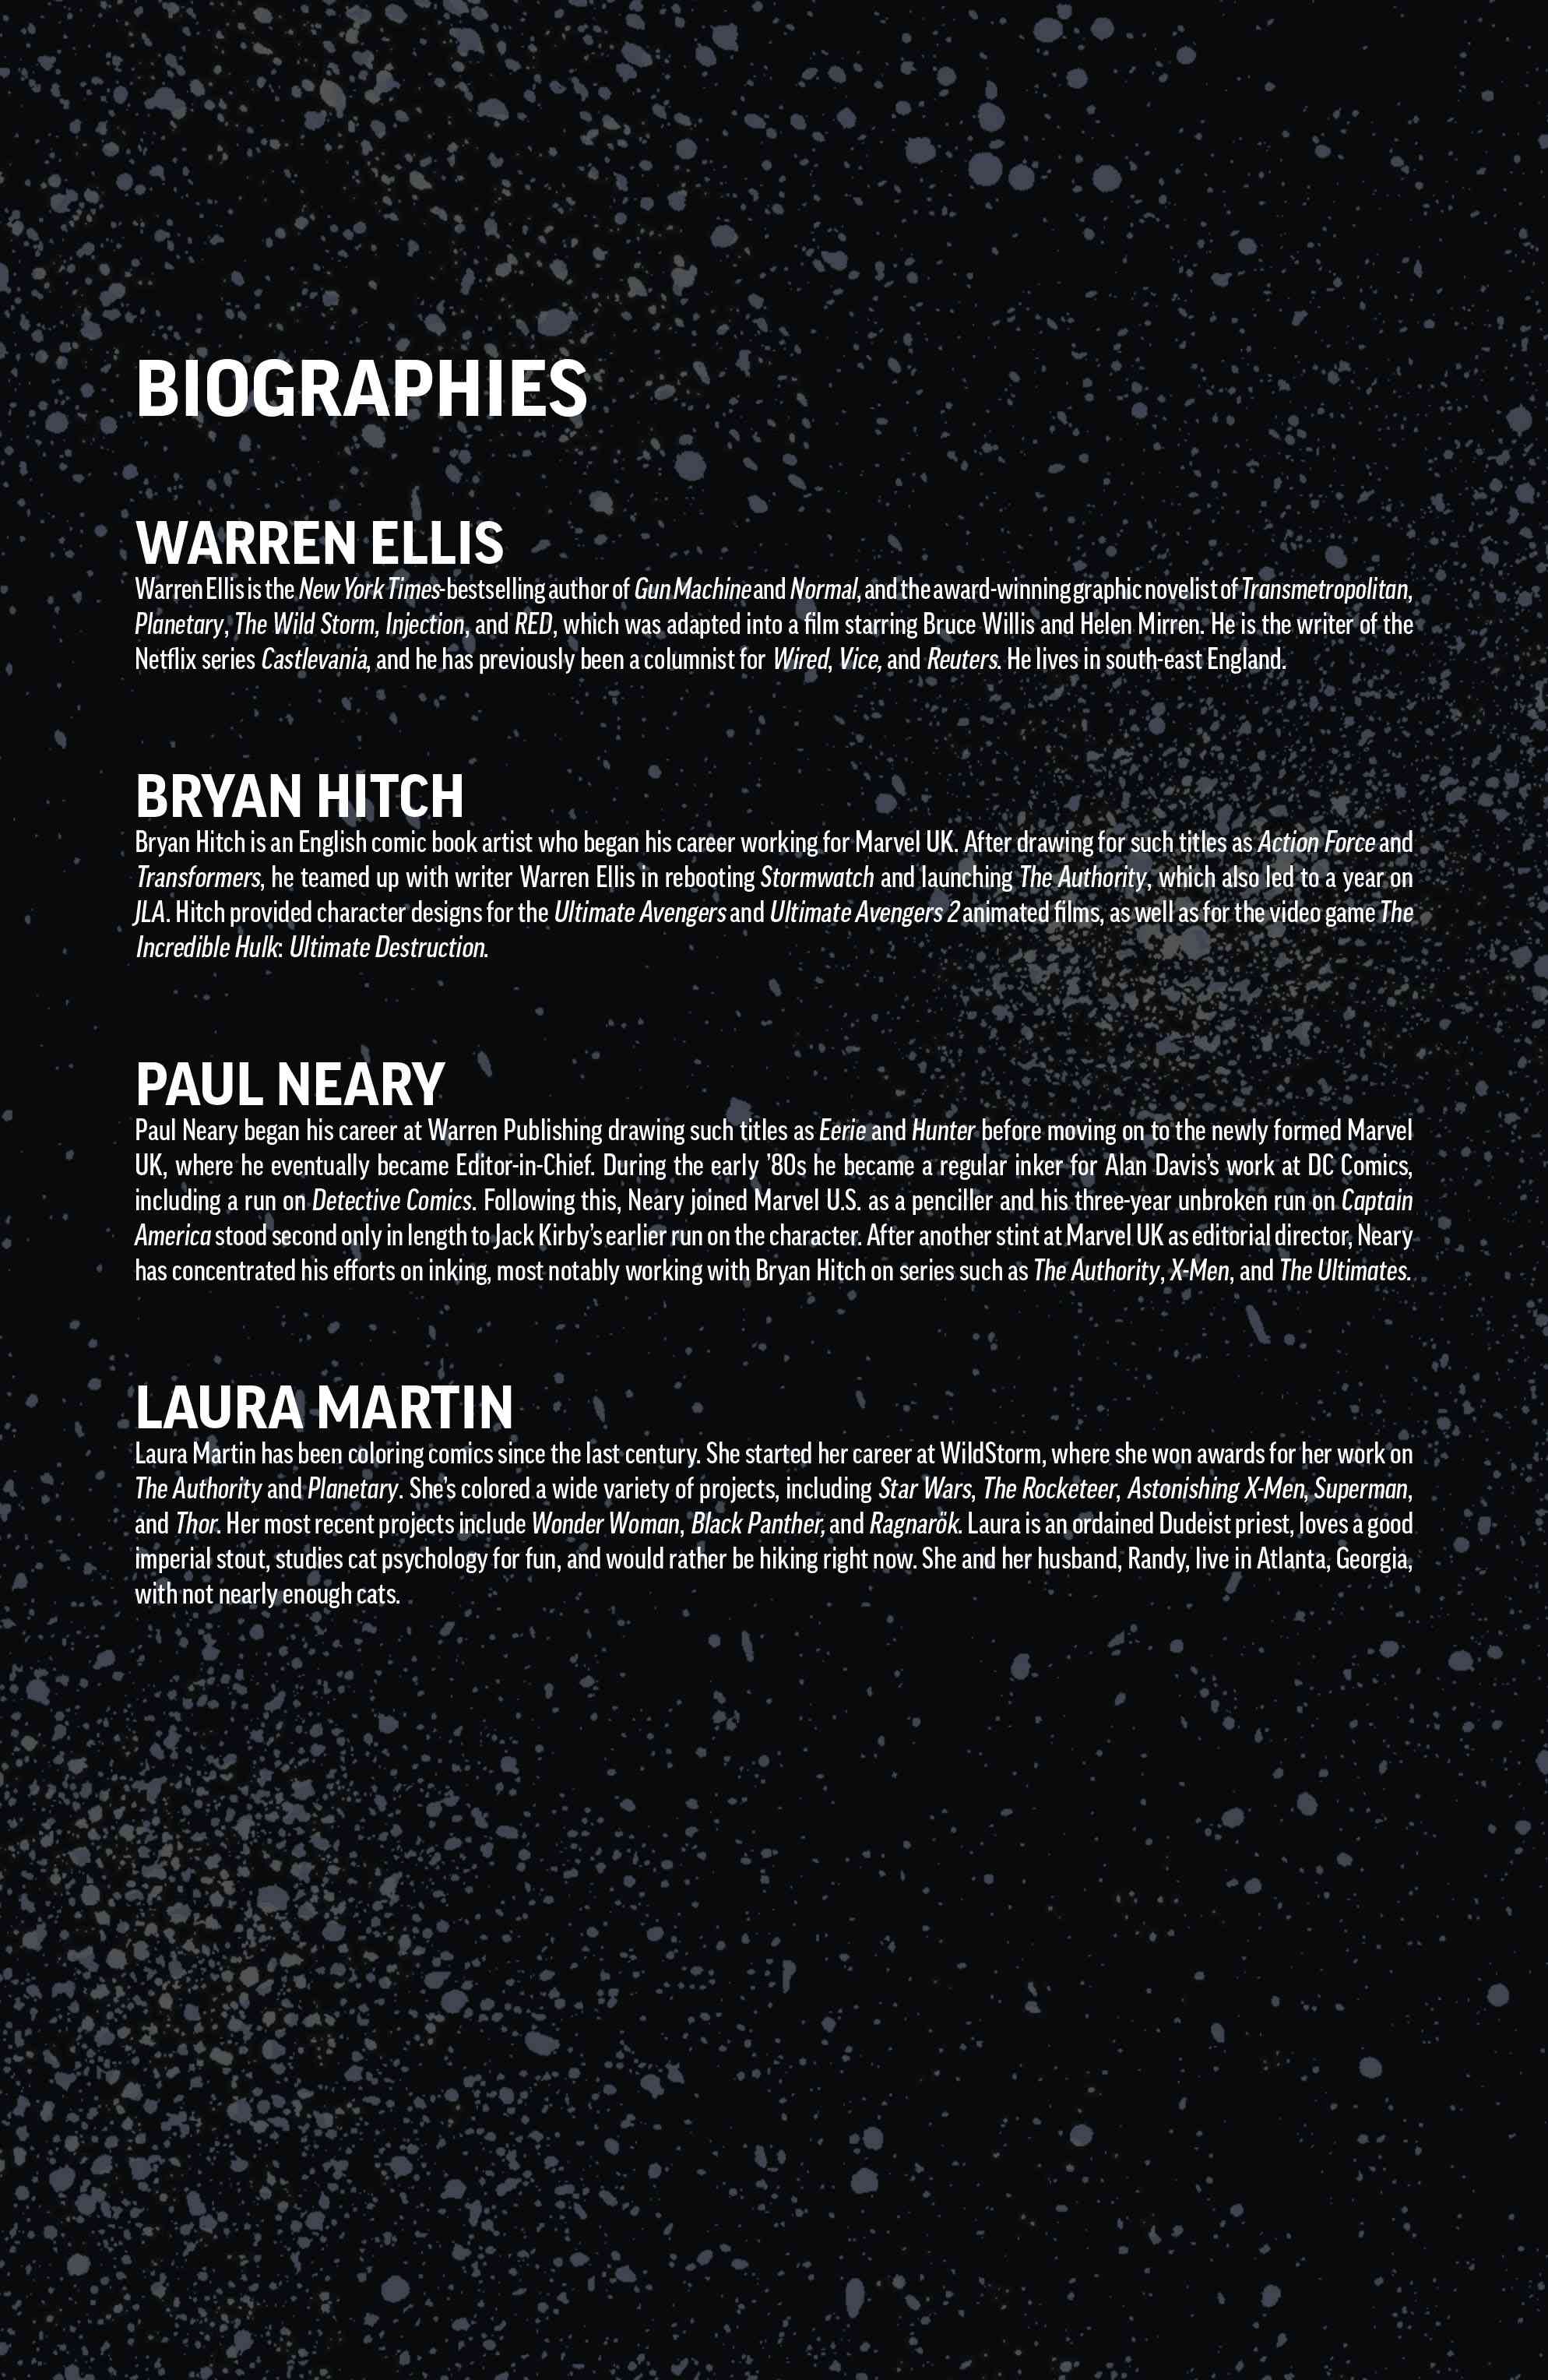 BIOGRAPHIES
WARREN ELLIS
Warren Ellis is the New York Times-bestselling author of Gun Machine and Normal, and the award-winning graphic novelist of Transmetropolitan,
Planetary, The Wild Storm, Injection, and RED, which was adapted into a film starring Bruce Willis and Helen Mirren. He is the writer of the
Netflix series Castlevania, and he has previously been a columnist for Wired, Vice, and Reuters. He lives in south-east England.
BRYAN HITCH
Bryan Hitch is an English comic book artist who began his career working for Marvel UK. After drawing for such titles as Action Force and
Transformers, he teamed up with writer Warren Ellis in rebooting Stormwatch and launching The Authority, which also led to a year on
JLA. Hitch provided character designs for the Ultimate Avengers and Ultimate Avengers 2 animated films, as well as for the video game The
Incredible Hulk: Ultimate Destruction.
PAUL NEARY
Paul Neary began his career at Warren Publishing drawing such titles as Eerie and Hunter before moving on to the newly formed Marvel
UK, where he eventually became Editor-in-Chief. During the early ’80s he became a regular inker for Alan Davis’s work at DC Comics,
including a run on Detective Comics. Following this, Neary joined Marvel U.S. as a penciller and his three-year unbroken run on Captain
America stood second only in length to Jack Kirby’s earlier run on the character. After another stint at Marvel UK as editorial director, Neary
has concentrated his efforts on inking, most notably working with Bryan Hitch on series such as The Authority, X-Men, and The Ultimates.
LAURA MARTIN
Laura Martin has been coloring comics since the last century. She started her career at WildStorm, where she won awards for her work on
The Authority and Planetary. She’s colored a wide variety of projects, including Star Wars, The Rocketeer, Astonishing X-Men, Superman,
and Thor. Her most recent projects include Wonder Woman, Black Panther, and Ragnarök. Laura is an ordained Dudeist priest, loves a good
imperial stout, studies cat psychology for fun, and would rather be hiking right now. She and her husband, Randy, live in Atlanta, Georgia,
with not nearly enough cats.